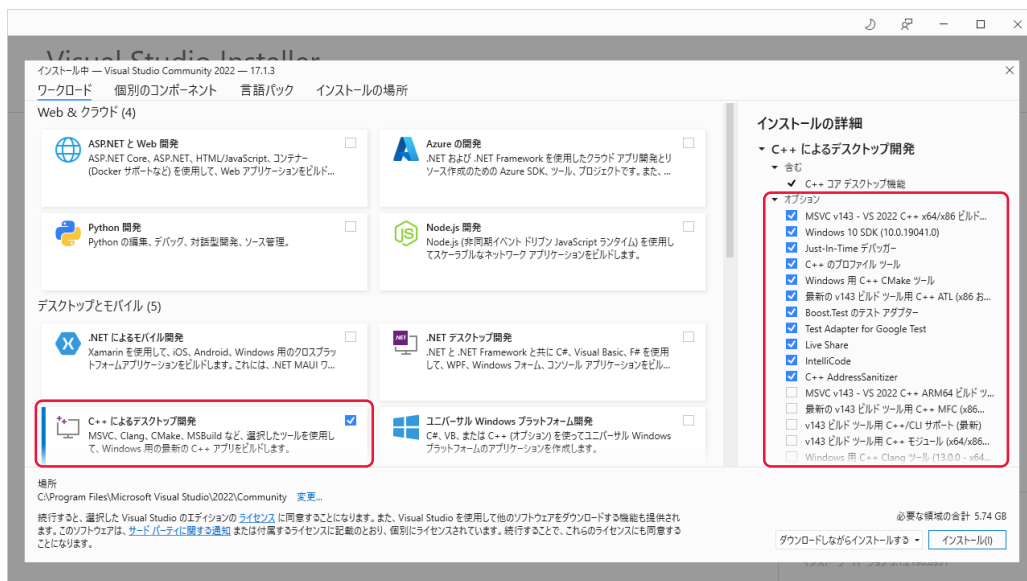 Visual Studio Installer
インストール中 — Visual Studio Community 2022 — 17.1.3
ワークロード 個別のコンポーネント 言語パック インストールの場所
Web & クラウド (4)
ASP.NET と Web 開発
ASP.NET Core、ASP.NET、HTML/JavaScript、コンテナー
(Docker サポートなど) を使用して、Web アプリケーションをビルド...
Azure の開発
.NET および .NET Framework を使用したクラウド アプリ開発とリ
ソース作成のための Azure SDK、ツール、プロジェクトです。また、...
Python 開発
Python の編集、デバッグ、対話型開発、ソース管理。
Node.js 開発
Node.js (非同期イベント ドリブン JavaScript ランタイム) を使用し
てスケーラブルなネットワーク アプリケーションをビルドします。
デスクトップとモバイル (5)
.NET によるモバイル開発
Xamarin を使用して、iOS、Android、Windows 用のクロスプラッ
トフォームアプリケーションをビルドします。これには、.NET MAUI ワ...
.NET デスクトップ開発
.NET と .NET Framework と共に C#、Visual Basic、F# を使用
して、WPF、Windows フォーム、コンソール アプリケーションをビル...
C++ によるデスクトップ開発
MSVC、Clang、CMake、MSBuild など、選択したツールを使用し
て、Windows 用の最新の C++ アプリをビルドします。
ユニバーサル Windows プラットフォーム開発
C#、VB、または C++ (オプション) を使ってユニバーサル Windows
プラットフォームのアプリケーションを作成します。
インストールの詳細
C++ によるデスクトップ開発
含む
C++ コア デスクトップ機能
オプション
MSVC v143 - VS 2022 C++ x64/x86 ビルド...
Windows 10 SDK (10.0.19041.0)
Just-In-Time デバッガー
C++ のプロファイル ツール
Windows 用 C++ CMake ツール
最新の v143 ビルド ツール用 C++ ATL (x86 お...
Boost.Test のテスト アダプター
Test Adapter for Google Test
Live Share
IntelliCode
C++ AddressSanitizer
MSVC v143 - VS 2022 C++ ARM64 ビルド ツ...
最新の v143 ビルド ツール用 C++ MFC (x86...
v143 ビルド ツール用 C++/CLI サポート (最新)
v143 ビルド ツール用 C++ モジュール (x64/x86...
Windows 用 C++ Clang ツール (13.0.0 - x64...
場所
C:\Program Files\Microsoft Visual Studio\2022\Community 変更...
続行すると、選択した Visual Studio のエディションの ライセンス に同意することになります。また、Visual Studio を使用して他のソフトウェアをダウンロードする機能も提供され
ます。このソフトウェアは、サード パーティに関する通知 または付属するライセンスに記載のとおり、個別にライセンスされています。続行することで、これらのライセンスにも同意する
ことになります。
必要な領域の合計 5.74 GB
ダウンロードしながらインストールする インストール(I)